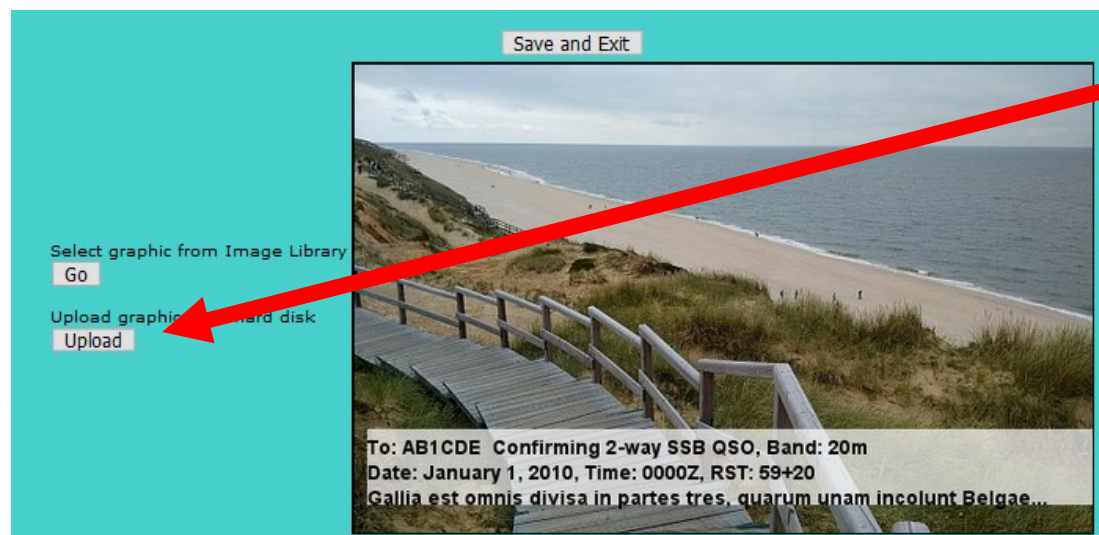 Save and Exit
Select graphic from Image Library
Go
Upload graphic hard disk
Upload
To: AB1CDE Confirming 2-way SSB QSO, Band: 20m
Date: January 1, 2010, Time: 0000Z, RST: 59+20
Gallia est omnis divisa in partes tres, quarum unam incolunt Belgae...